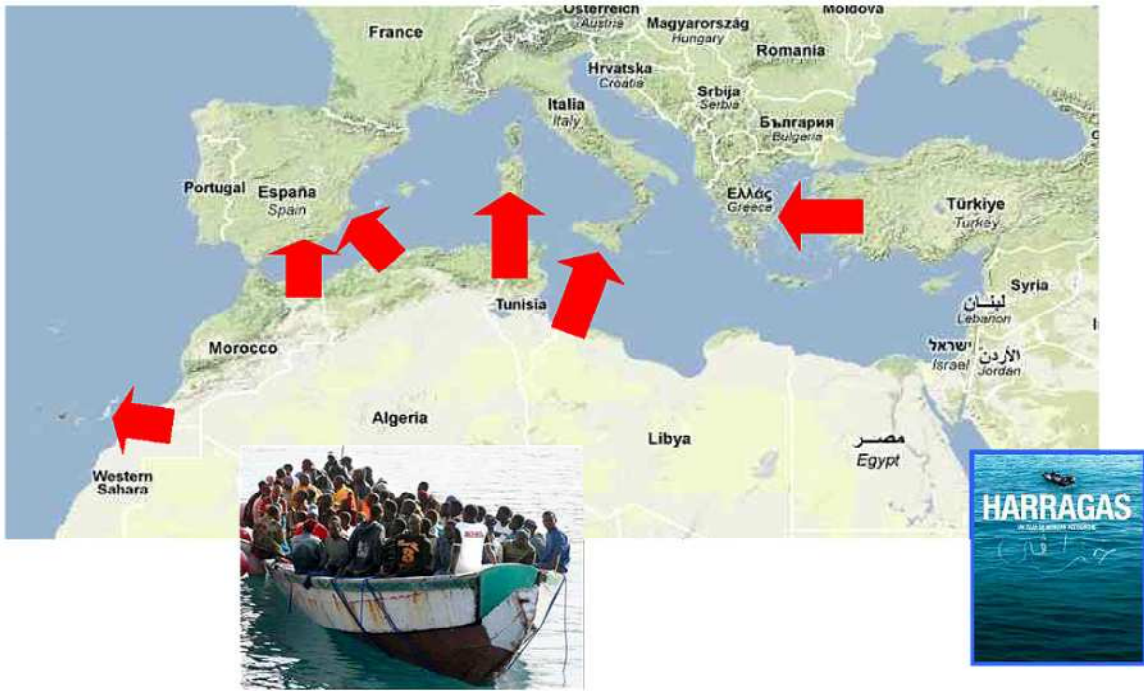 Österreich
Austria
Magyarország
Hungary
Moldova
France
Romania
Hrvatska
Croatia
Srbija
Serbia
Italia
Italy
България
Bulgaria
Portugal
España
Spain
Ελλάς
Greece
Türkiye
Turkey
Tunisia
Syria
لبنان
Lebanon
Morocco
ישראל
Israel
الأردن
Jordan
Algeria
Libya
مصر
Egypt
Western
Sahara
HARRAGAS